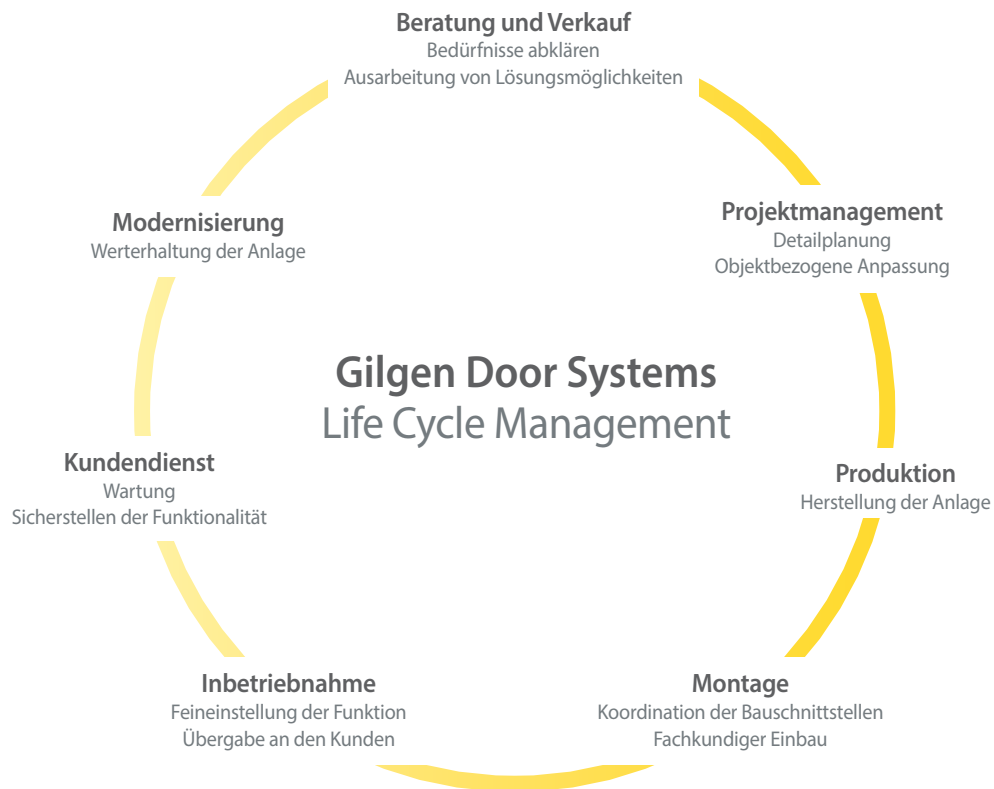 Beratung und Verkauf
Bedürfnisse abklären
Ausarbeitung von Lösungsmöglichkeiten
Projektmanagement
Detailplanung
Objektbezogene Anpassung
Produktion
Herstellung der Anlage
Montage
Koordination der Bauschnittstellen
Fachkundiger Einbau
Inbetriebnahme
Feineinstellung der Funktion
Übergabe an den Kunden
Kundendienst
Wartung
Sicherstellen der Funktionalität
Modernisierung
Werterhaltung der Anlage
Gilgen Door Systems
Life Cycle Management